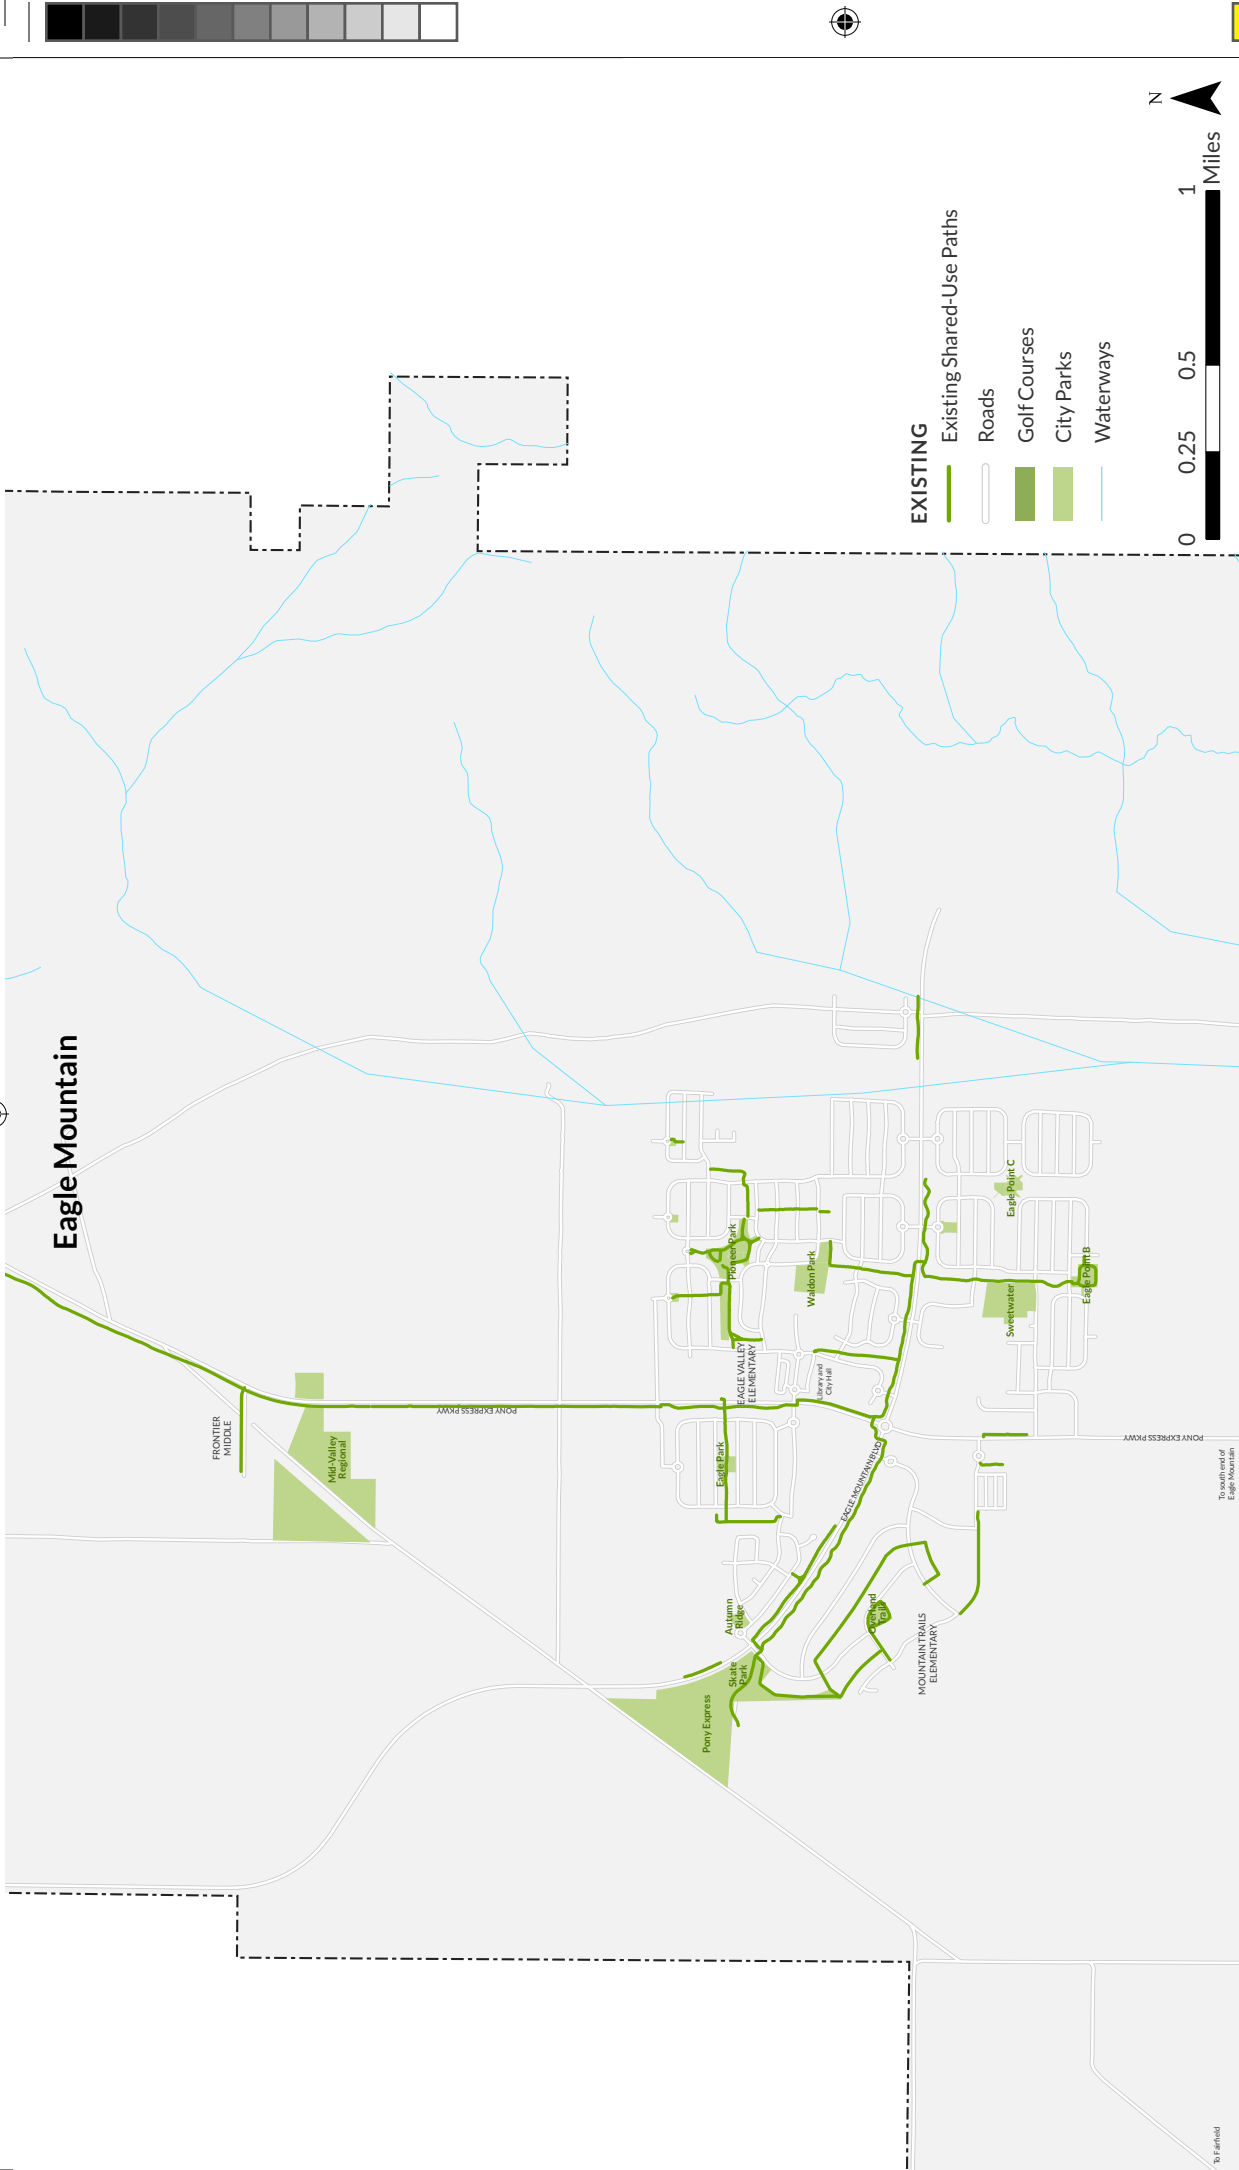 Eagle Mountain
N
EXISTING
Existing Shared-Use Paths
Roads
Golf Courses
City Parks
Waterways
0
0.25
0.5
1
Miles
FRONTIER
MIDDLE
Mid-Valley
Regional
PONY EXPRESS PKWY
Pioneer Park
Waldon Park
EAGLE VALLEY
ELEMENTARY
Library and
City Hall
Eagle Park
EAGLE MOUNTAIN BLVD
Autumn
Ridge
Skate
Park
Pony Express
Overland
Trails
MOUNTAIN TRAILS
ELEMENTARY
Eagle Point C
Sweetwater
Eagle Point B
PONY EXPRESS PKWY
To south end of
Eagle Mountain
To Fairfield